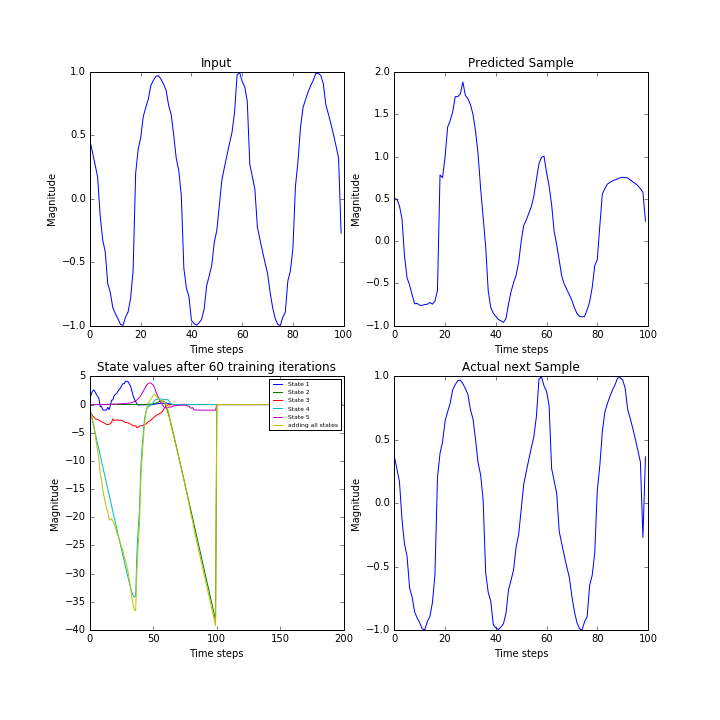 Input
Magnitude
1.0
0.5
0.0
−0.5
−1.0
0 20 40 60 80 100
Time steps
Predicted Sample
Magnitude
2.0
1.5
1.0
0.5
0.0
−0.5
−1.0
0 20 40 60 80 100
Time steps
State values after 60 training iterations
Magnitude
5
0
−5
−10
−15
−20
−25
−30
−35
−40
0 50 100 150 200
Time steps
State 1
State 2
State 3
State 4
State 5
adding all states
Actual next Sample
Magnitude
1.0
0.5
0.0
−0.5
−1.0
0 20 40 60 80 100
Time steps